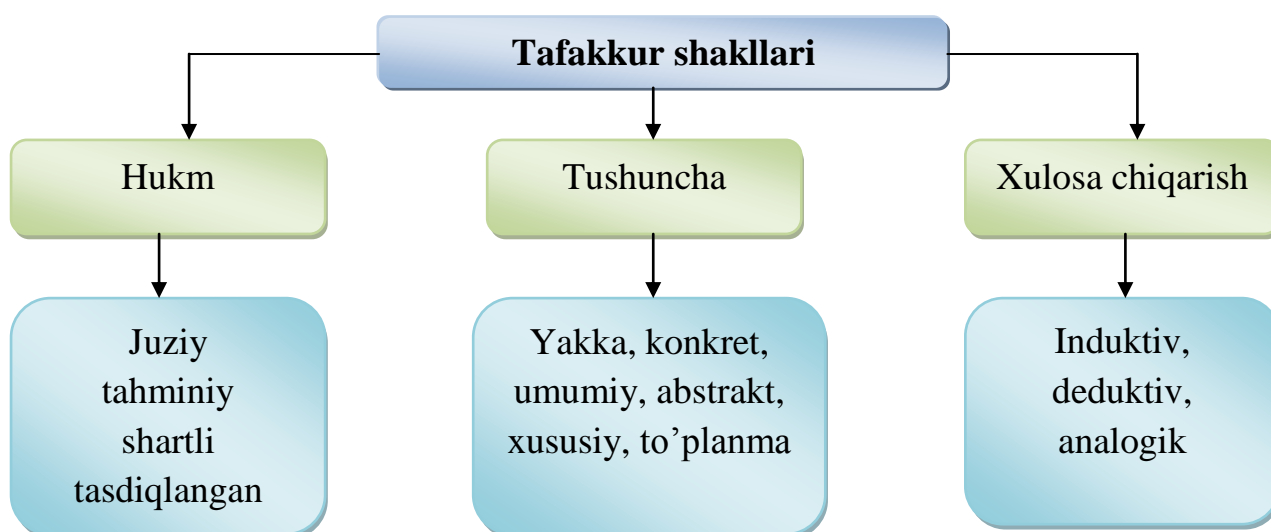 Tafakkur shakllari
Hukm
Tushuncha
Xulosa chiqarish
Juziy
tahminiy
shartli
tasdiqlangan
Yakka, konkret,
umumiy, abstrakt,
xususiy, to’planma
Induktiv,
deduktiv,
analogik